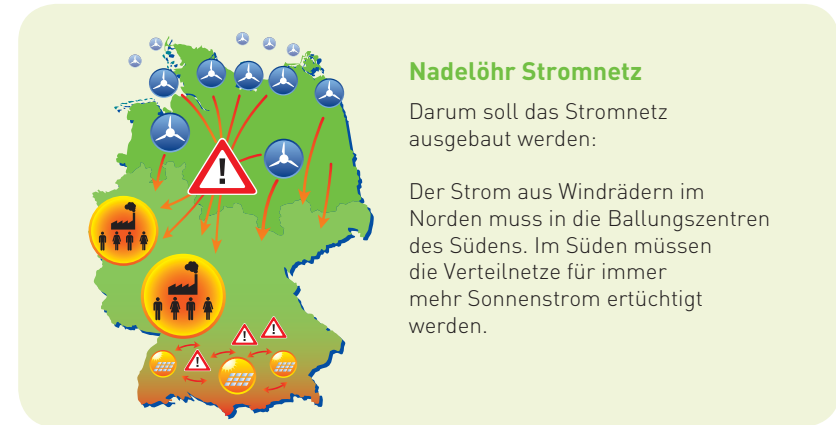 Nadelöhr Stromnetz
Darum soll das Stromnetz
ausgebaut werden:
Der Strom aus Windrädern im
Norden muss in die Ballungszentren
des Südens. Im Süden müssen
die Verteilnetze für immer
mehr Sonnenstrom ertüchtigt
werden.
!
!
!
!